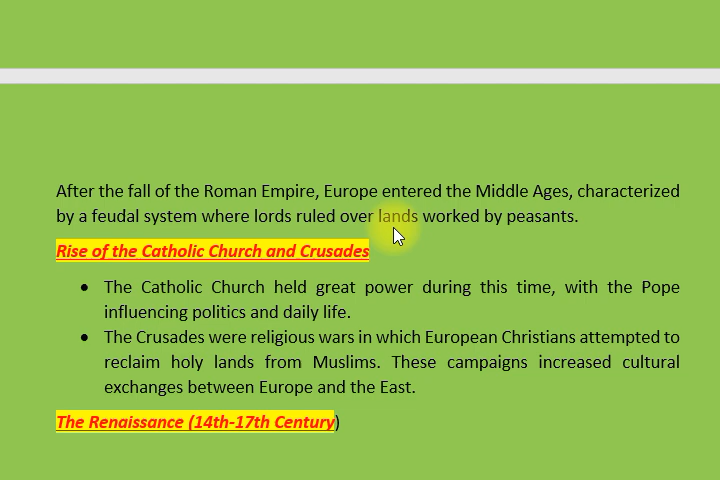 After the fall of the Roman Empire, Europe entered the Middle Ages, characterized
by a feudal system where lords ruled over lands worked by peasants.
Rise of the Catholic Church and Crusades
• The Catholic Church held great power during this time, with the Pope
influencing politics and daily life.
• The Crusades were religious wars in which European Christians attempted to
reclaim holy lands from Muslims. These campaigns increased cultural
exchanges between Europe and the East.
The Renaissance (14th-17th Century)